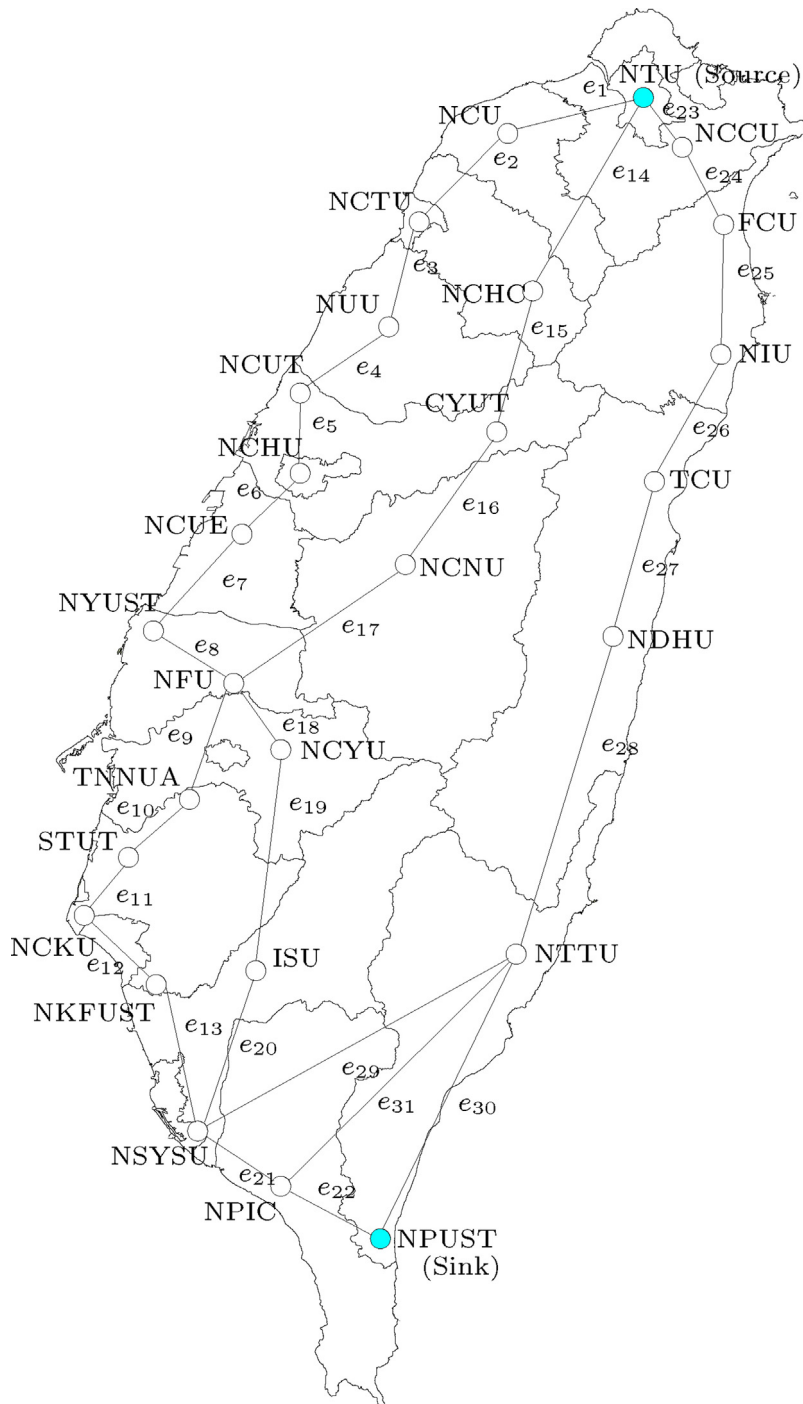 NTU (Source)
e1
e23
NCU
NCCU
e2
e14
e24
NCTU
FCU
e3
e25
NCHC
NUU
e15
e4
NIU
NCUT
e5
CYUT
e26
NCHU
TCU
e6
e16
NCUE
e27
NCNU
e7
NYUST
e17
NDHU
e8
NFU
e18
e9
NCYU
e28
TNNUA
e10
e19
STUT
e11
NCKU
e12
ISU
NTTU
NKFUST
e13
e20
e29
e31
e30
NSYSU
e21
e22
NPIC
NPUST
(Sink)